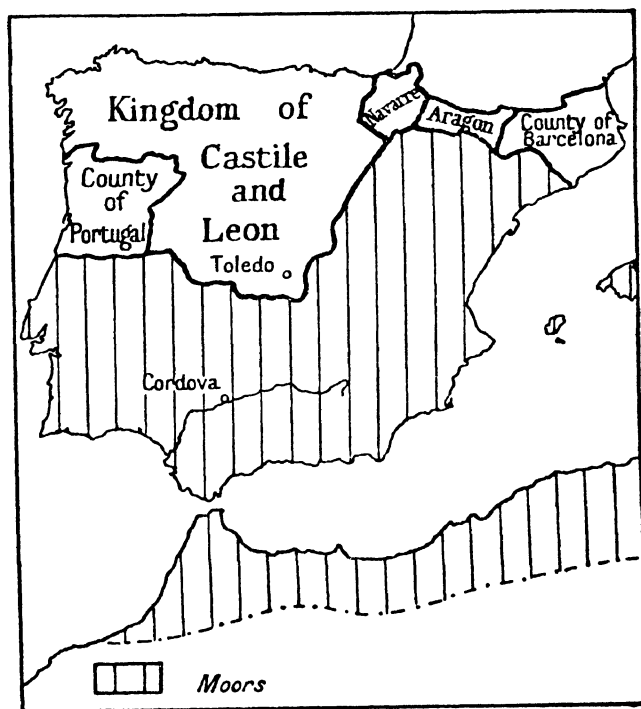 Kingdom of
Castile
and
Leon
Toledo
County
of
Portugal
Navarre
Aragon
County of
Barcelona
Cordova
Moors